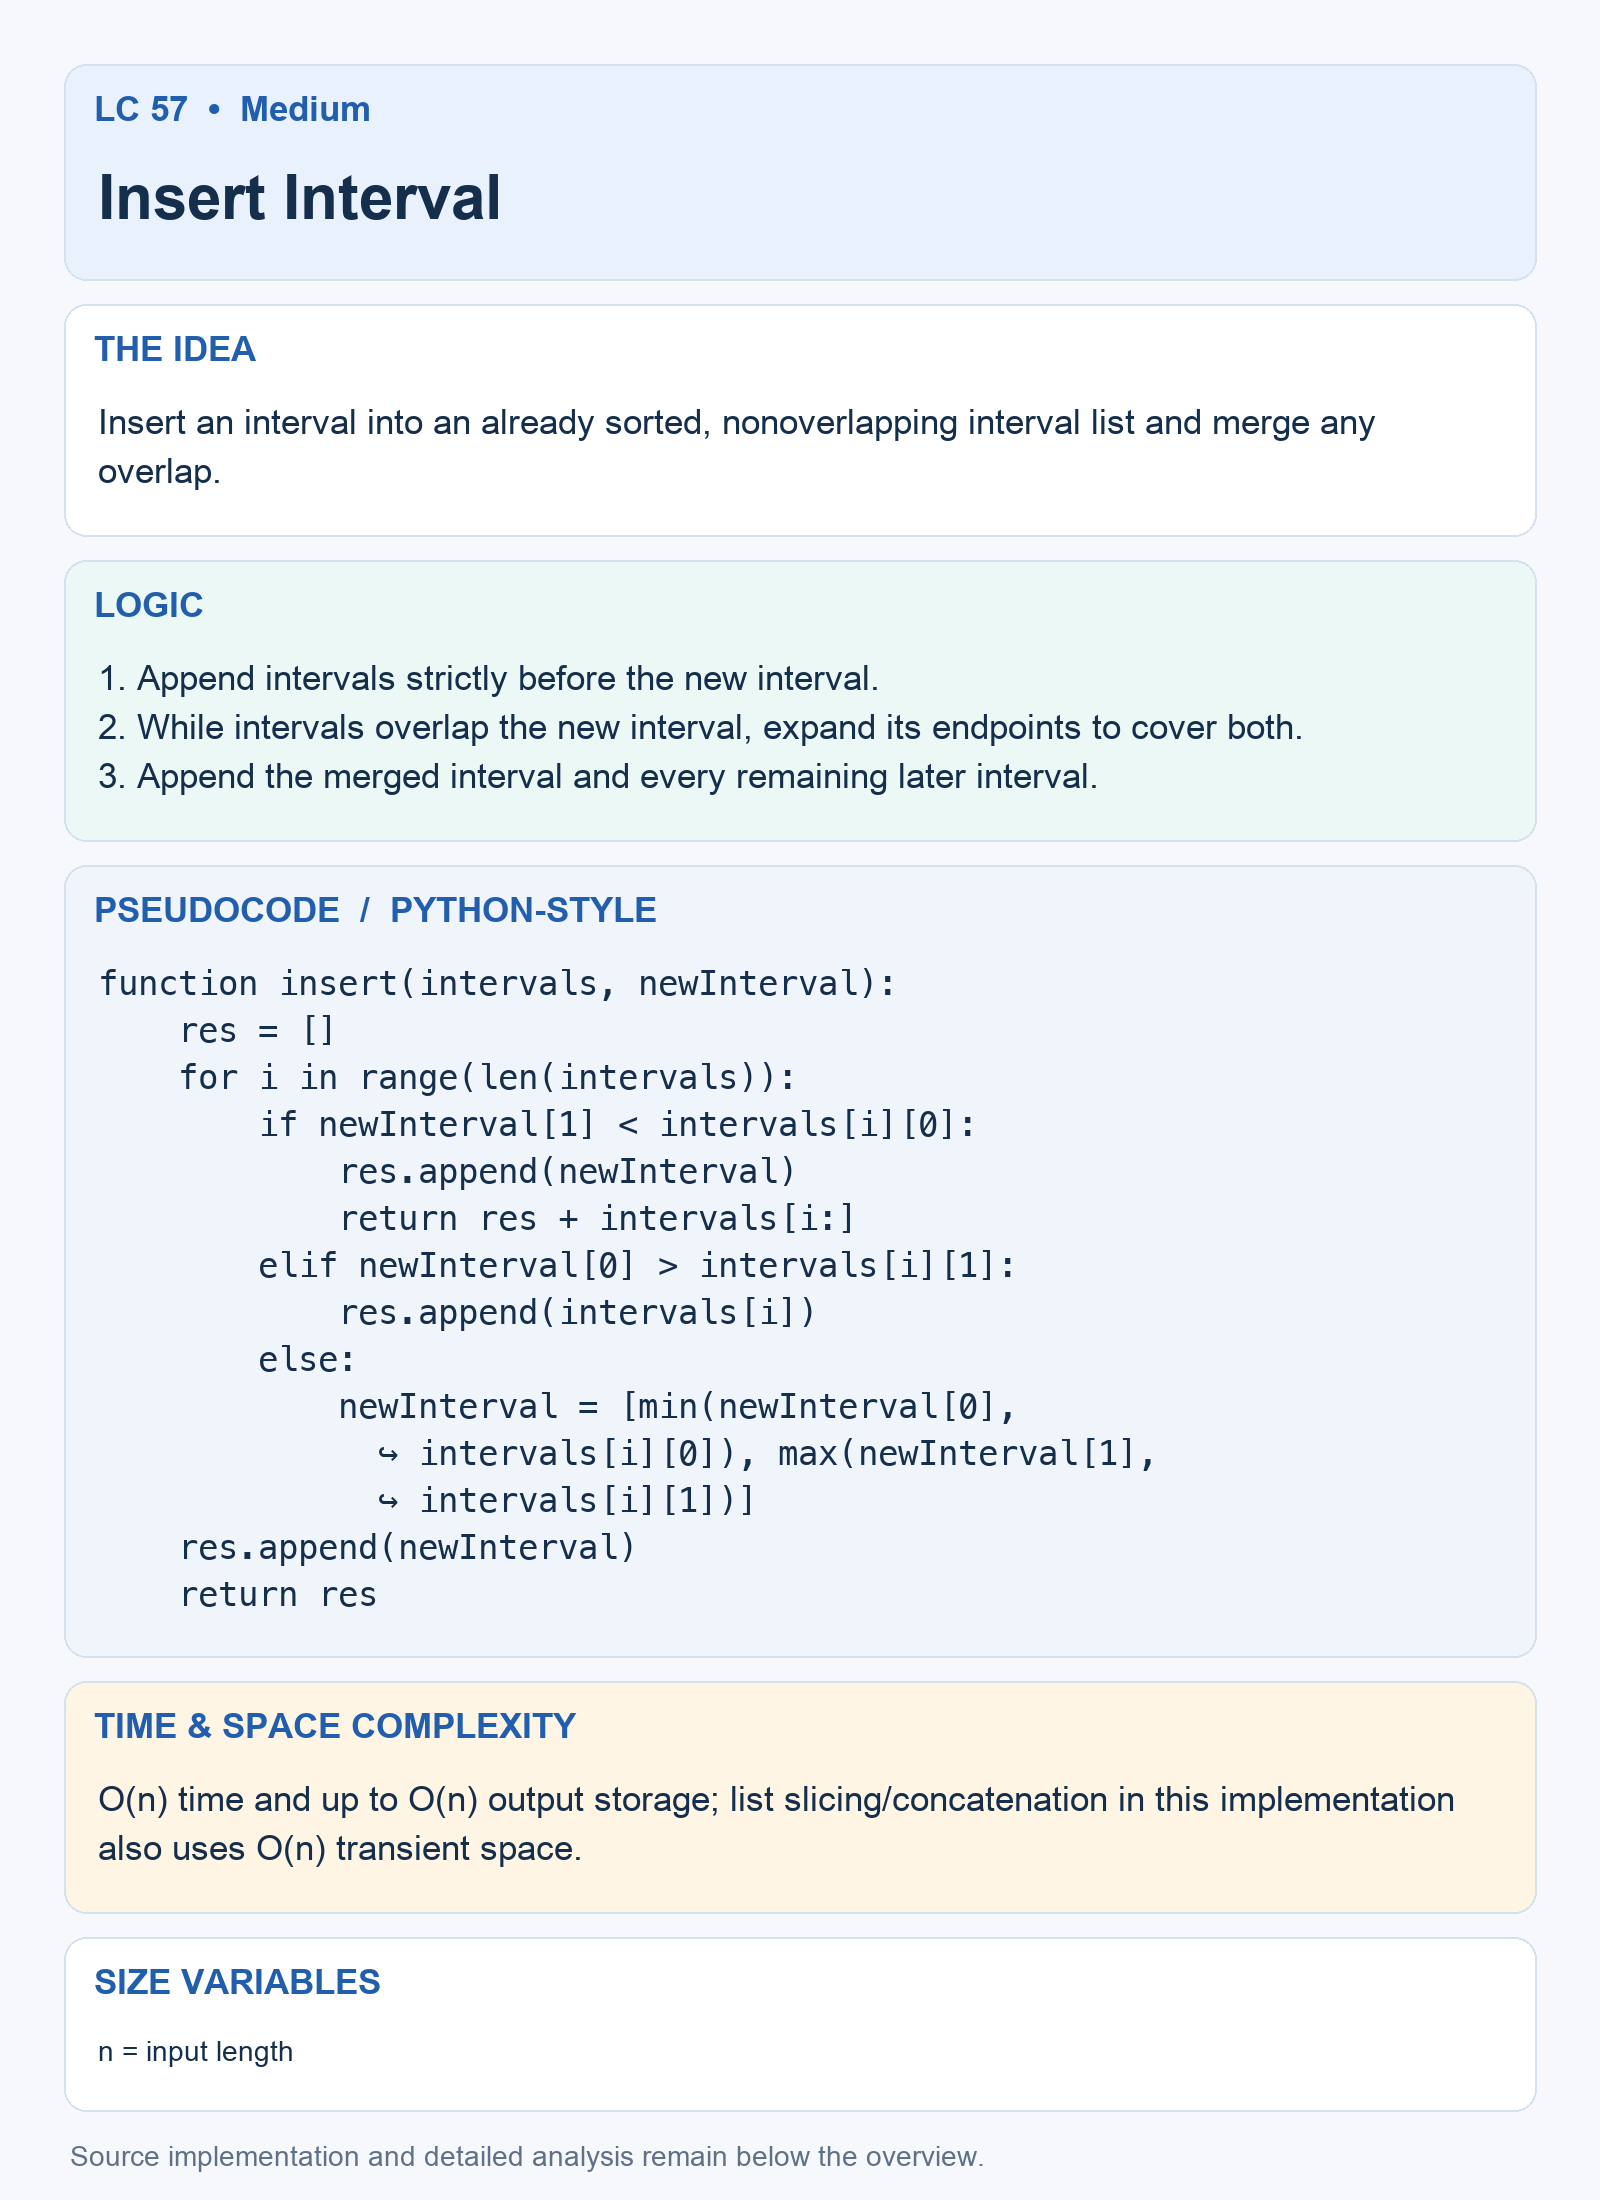 LC 57 • Medium
Insert Interval
THE IDEA
Insert an interval into an already sorted, nonoverlapping interval list and merge any
overlap.
LOGIC
1. Append intervals strictly before the new interval.
2. While intervals overlap the new interval, expand its endpoints to cover both.
3. Append the merged interval and every remaining later interval.
PSEUDOCODE / PYTHON-STYLE
function insert(intervals, newInterval):
    res = []
    for i in range(len(intervals)):
        if newInterval[1] < intervals[i][0]:
            res.append(newInterval)
            return res + intervals[i:]
        elif newInterval[0] > intervals[i][1]:
            res.append(intervals[i])
        else:
            newInterval = [min(newInterval[0],
              ↪ intervals[i][0]), max(newInterval[1],
              ↪ intervals[i][1])]
    res.append(newInterval)
    return res
TIME & SPACE COMPLEXITY
O(n) time and up to O(n) output storage; list slicing/concatenation in this implementation
also uses O(n) transient space.
SIZE VARIABLES
n = input length
Source implementation and detailed analysis remain below the overview.